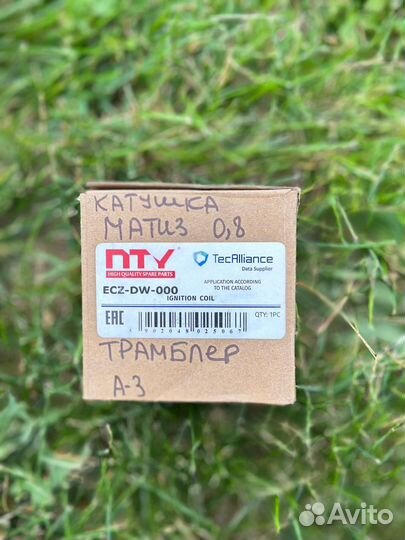 КАТУШКА
МАТИЗ 0,8
NTY
HIGH QUALITY SPARE PARTS
TecAlliance
Data Supplier
ECZ-DW-000
APPLICATION ACCORDING
TO THE CATALOG
IGNITION COIL
EAC
5902048025067
QTY: 1PC
ТРАМБЛЕР
А-3
Avito